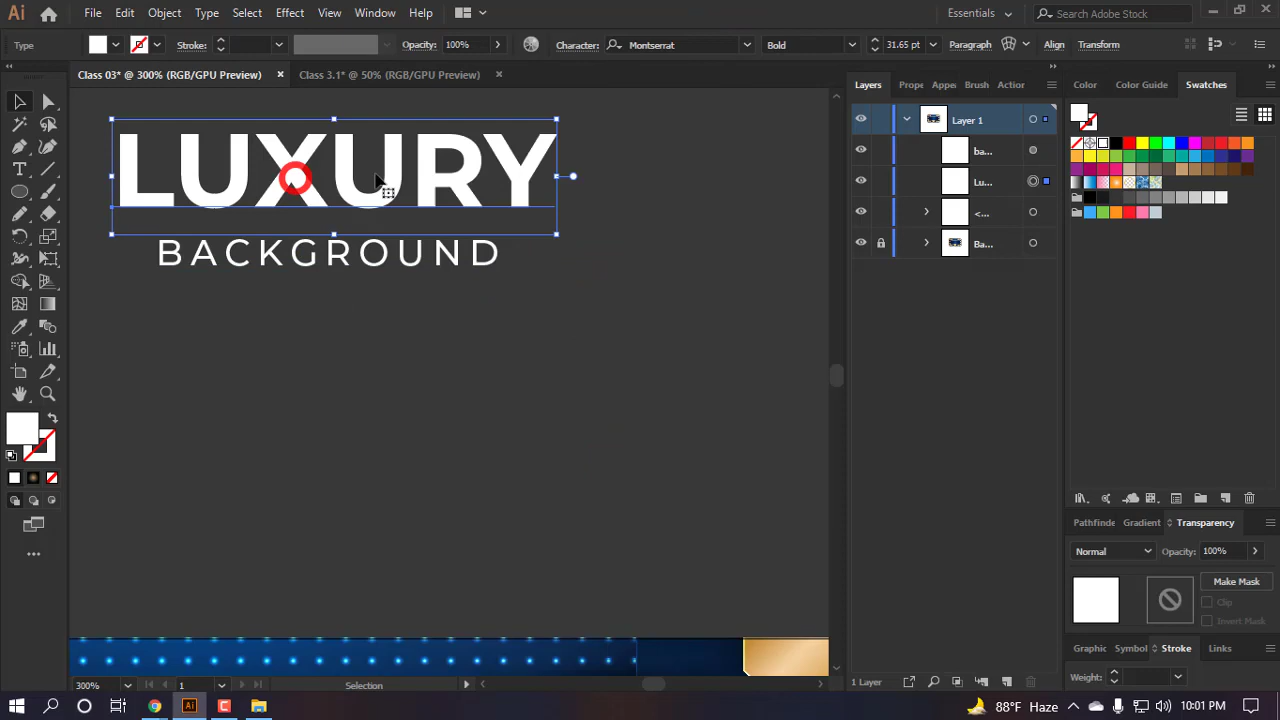 Ai File Edit Object Type Select Effect View Window Help Essentials Search Adobe Stock
Type Stroke: Opacity: 100% Character: Montserrat Bold 31.65 pt Paragraph Align Transform
Class 03* @ 300% (RGB/GPU Preview) × Class 3.1* @ 50% (RGB/GPU Preview) ×
Layers Prope Appea Brush Action Color Color Guide Swatches
Layer 1
ba...
Lu...
<...
Ba...
LUXURY
BACKGROUND
Pathfinde Gradient Transparency
Normal Opacity: 100%
Make Mask
Clip
Invert Mask
Graphic Symbol Stroke Links
Weight:
300% 1 Selection 1 Layer
Ai 88°F Haze 10:01 PM